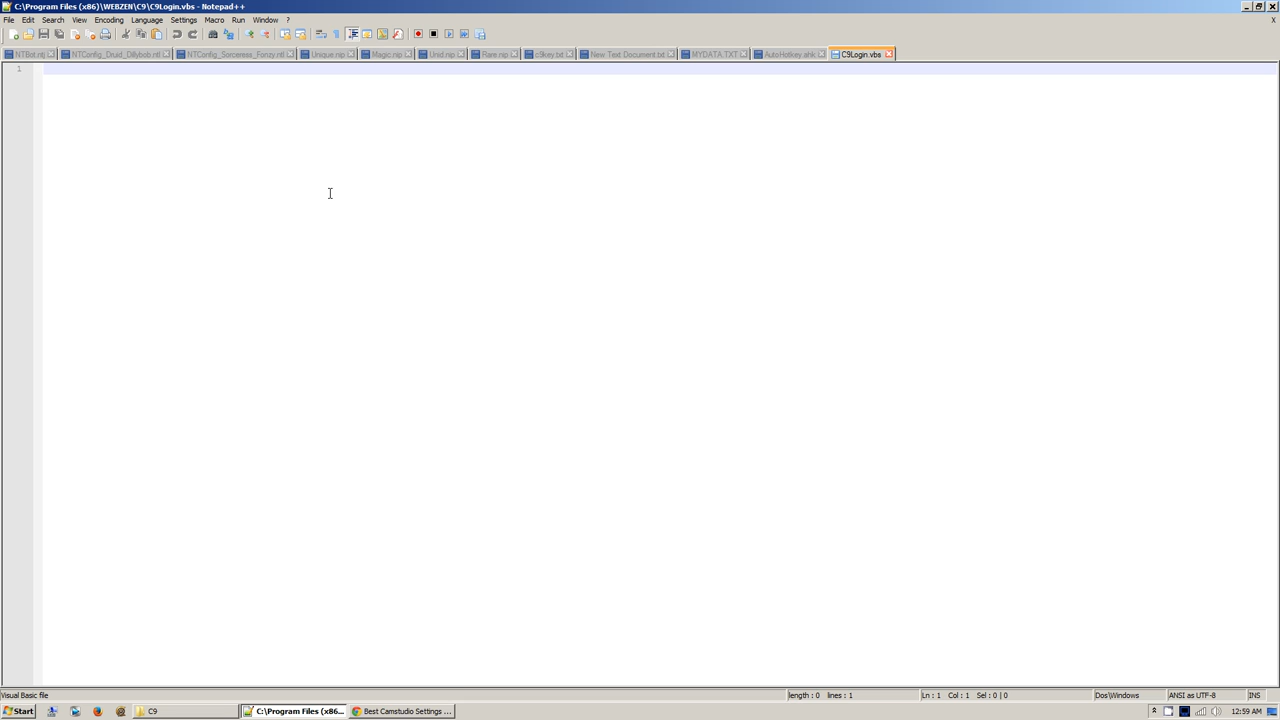 C:\Program Files (x86)\WEBZEN\C9\C9Login.vbs - Notepad++
File Edit Search View Encoding Language Settings Macro Run Window ? X
NTBot.ntj NTConfig_Druid_Dillybob.ntl NTConfig_Sorceress_Fonzy.ntl Unique.nip Magic.nip Unid.nip Rare.nip c9key.txt New Text Document.txt MYDATA.TXT AutoHotkey.ahk C9Login.vbs
1
Visual Basic file length : 0 lines : 1 Ln : 1 Col : 1 Sel : 0 | 0 Dos\Windows ANSI as UTF-8 INS
Start C9 C:\Program Files (x86... Best Camstudio Settings ... 12:59 AM